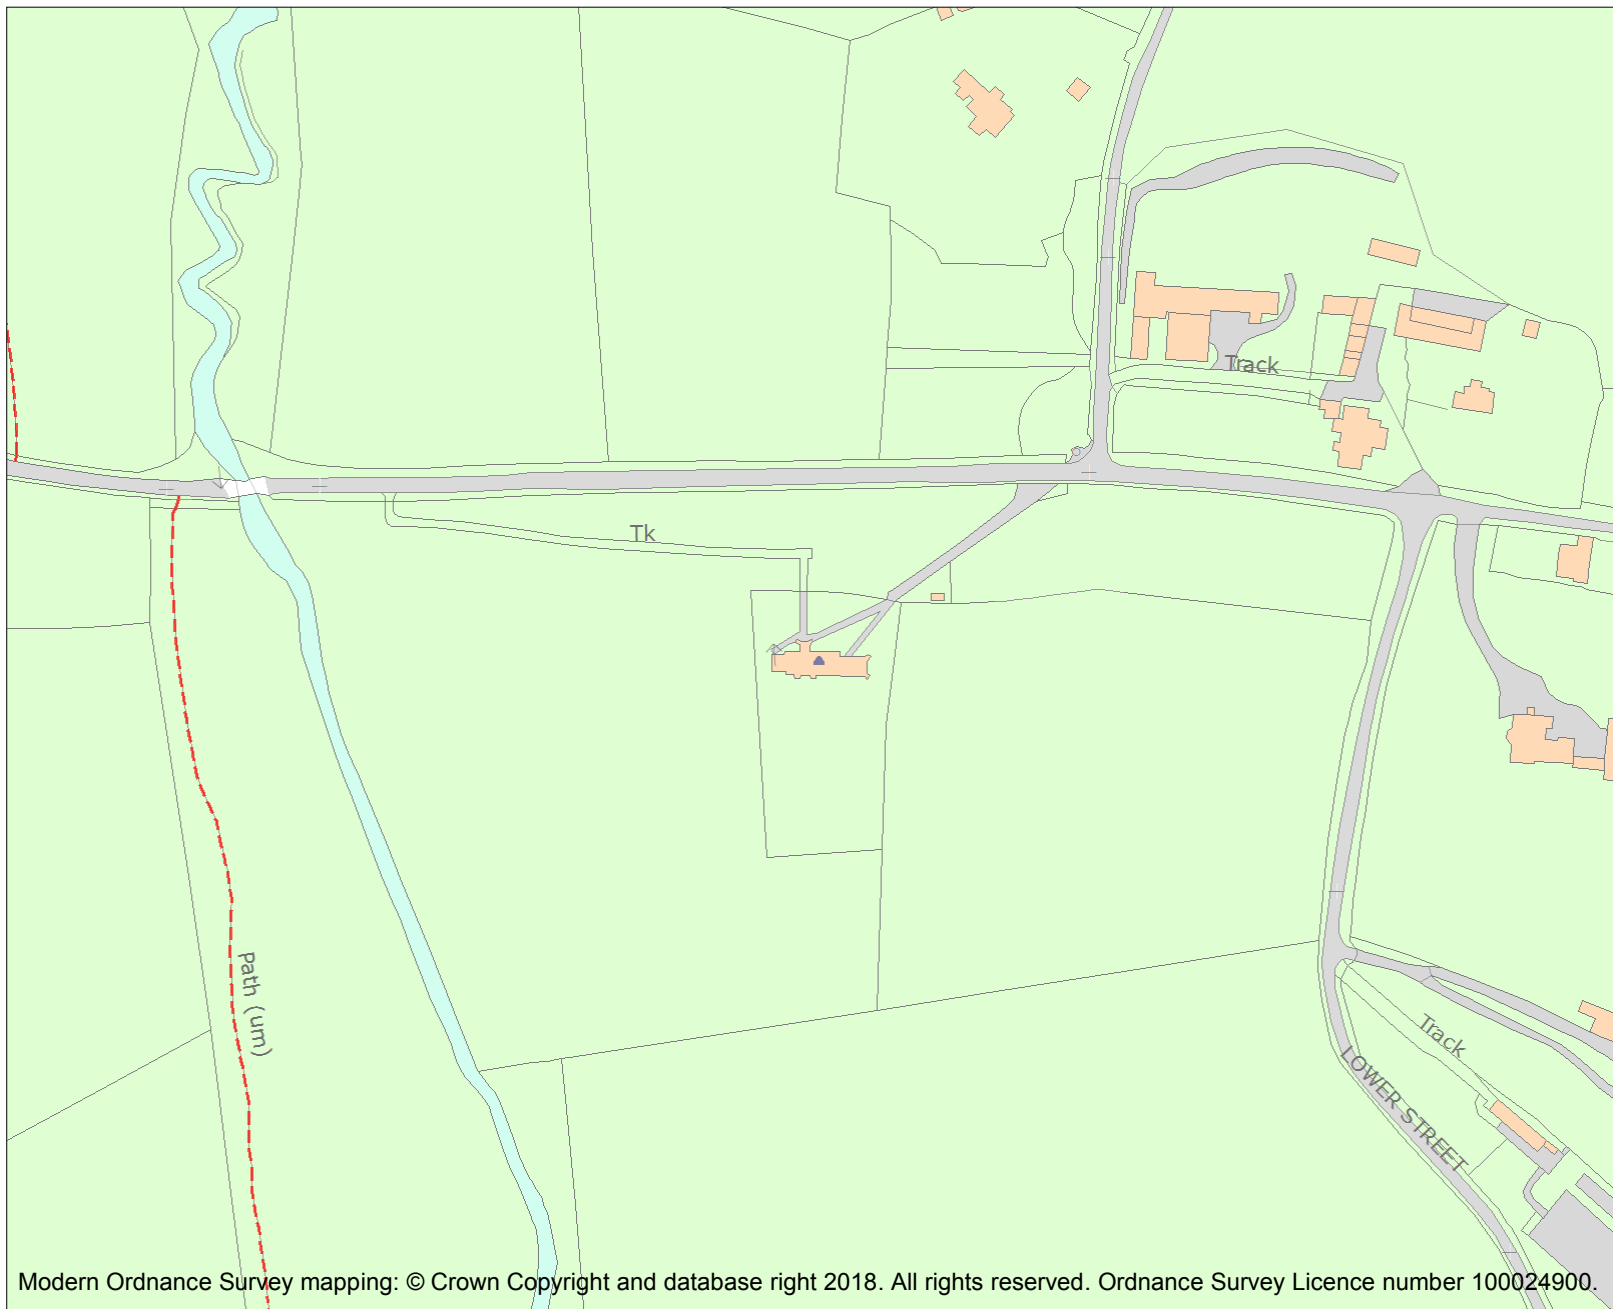 Track
Tk
Path (um)
Track
LOWER STREET
Modern Ordnance Survey mapping: © Crown Copyright and database right 2018. All rights reserved. Ordnance Survey Licence number 100024900.